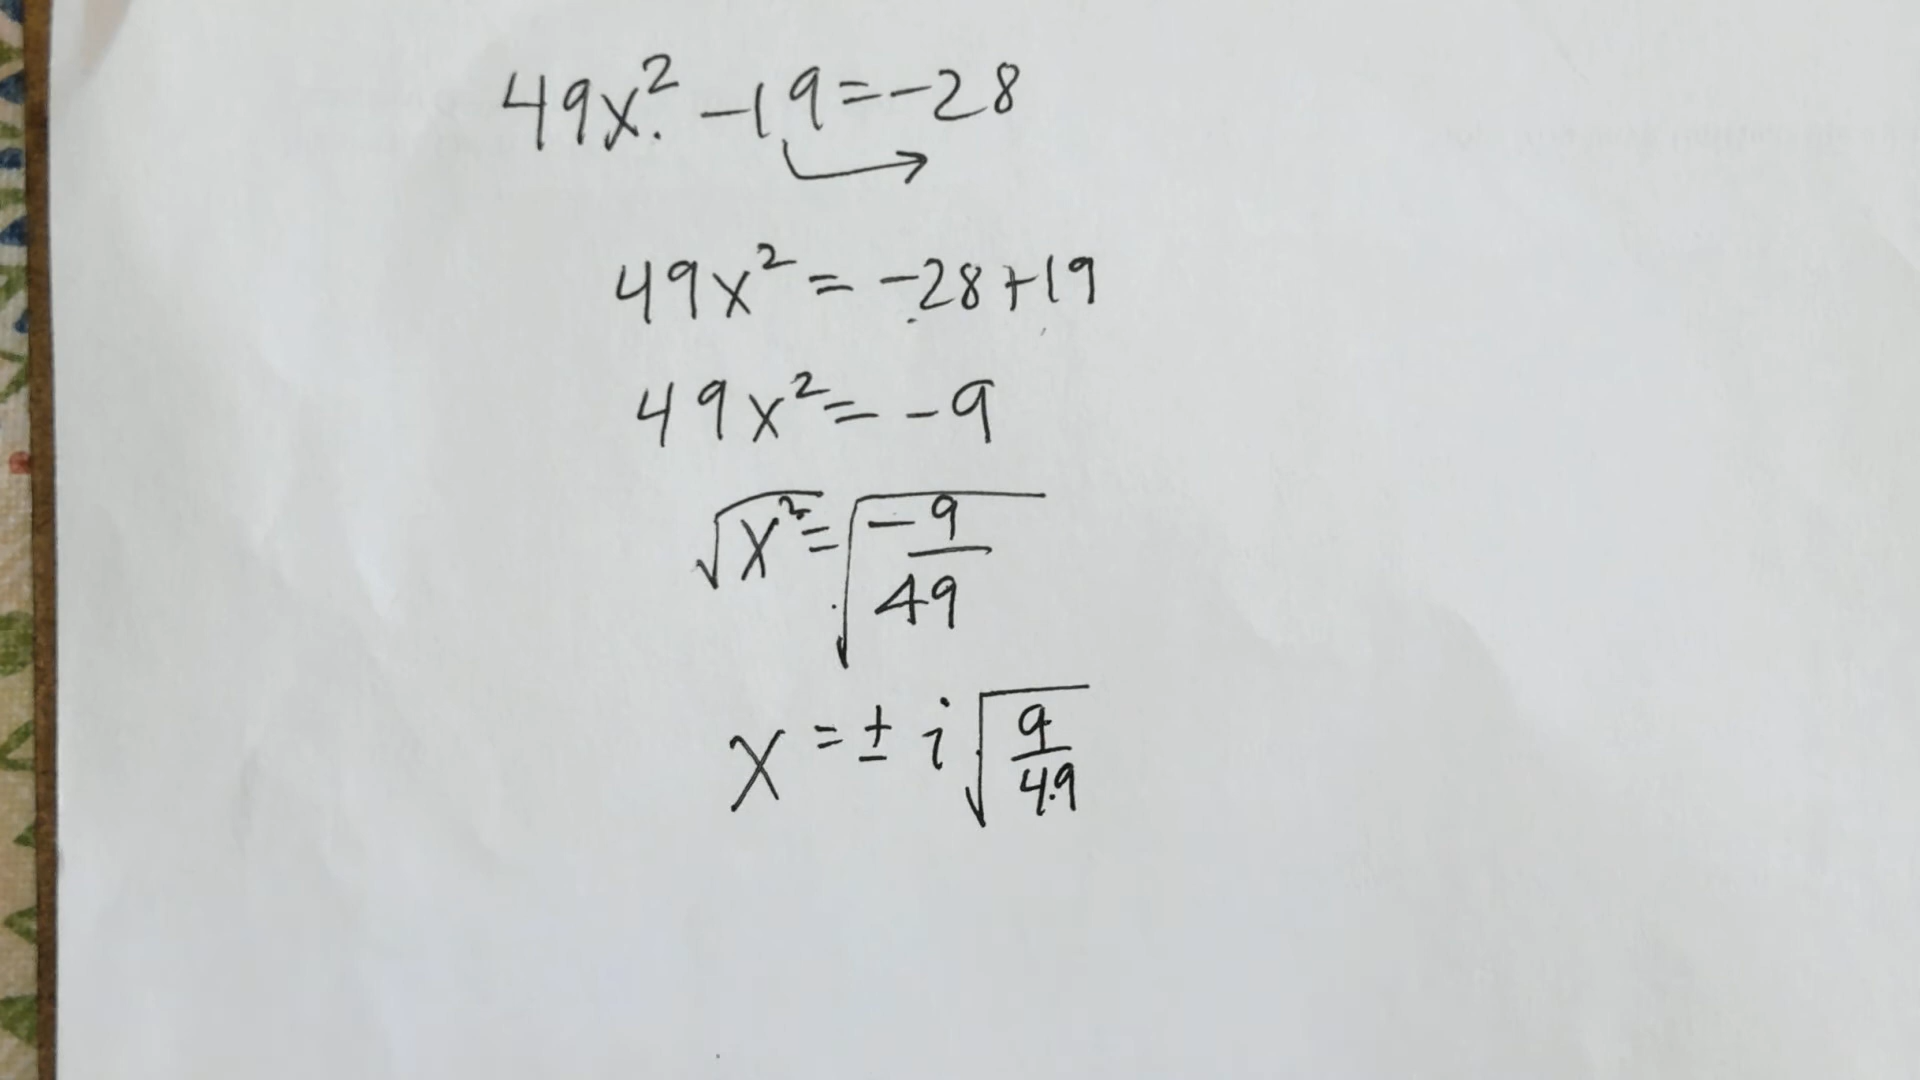 49x² -19=-28
49x² = -28+19
49x² = -9
√x² = √-9/49
x = ± i √9/49